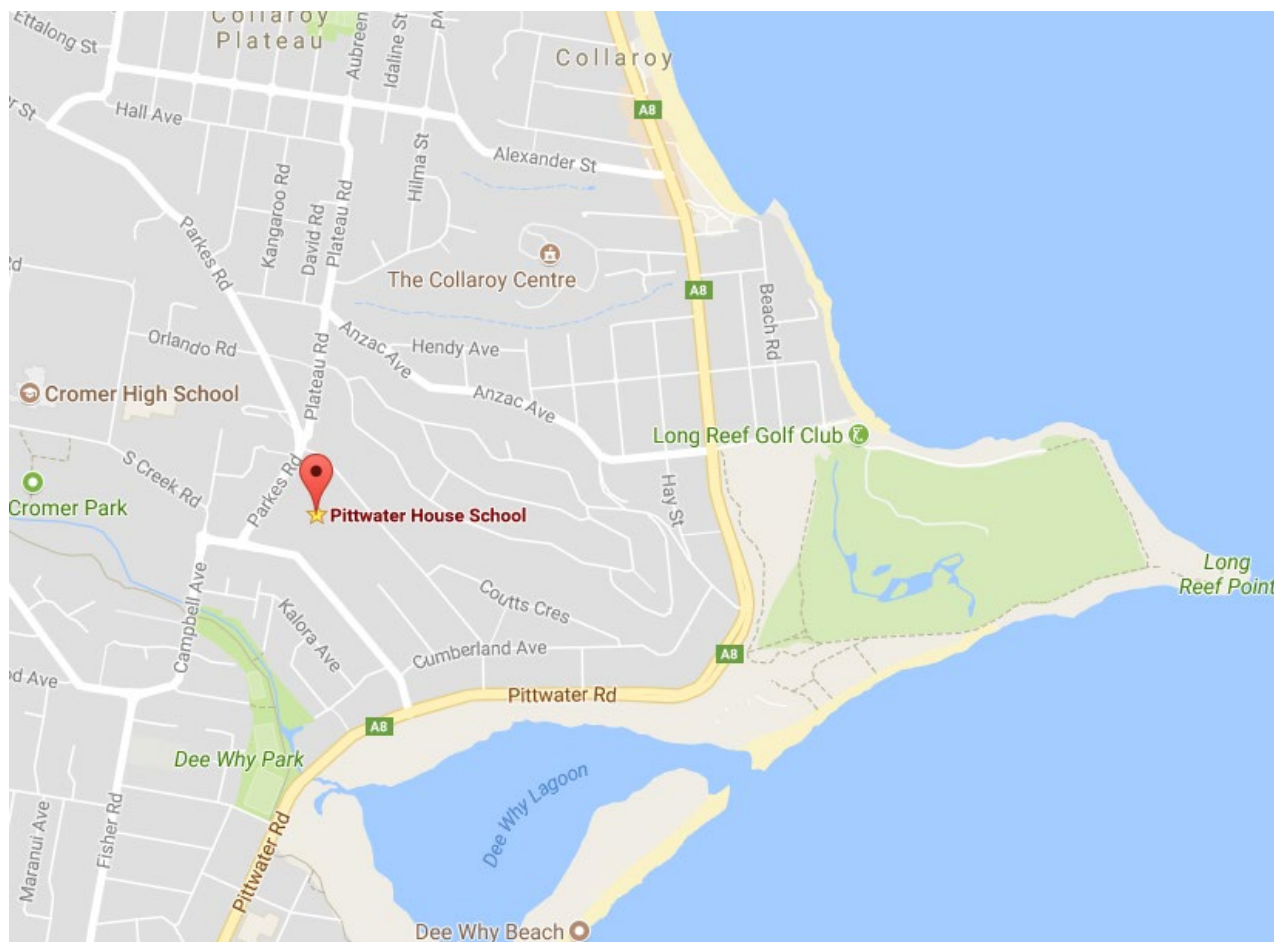 Ettalong St
Collaroy
Plateau
Aubreen
Idaline St
Collaroy
A8
Hall Ave
Hilma St
Alexander St
Kangaroo Rd
David Rd
Plateau Rd
Parkes Rd
The Collaroy Centre
A8
Beach Rd
Orlando Rd
Anzac Ave
Hendy Ave
Plateau Rd
Cromer High School
Anzac Ave
Long Reef Golf Club
S Creek Rd
Parkes Rd
Hay St
Cromer Park
Pittwater House School
Long
Reef Point
Campbell Ave
Kalora Ave
Coutts Cres
Cumberland Ave
A8
Pittwater Rd
A8
Dee Why Park
Dee Why Lagoon
Maranui Ave
Fisher Rd
Pittwater Rd
Dee Why Beach